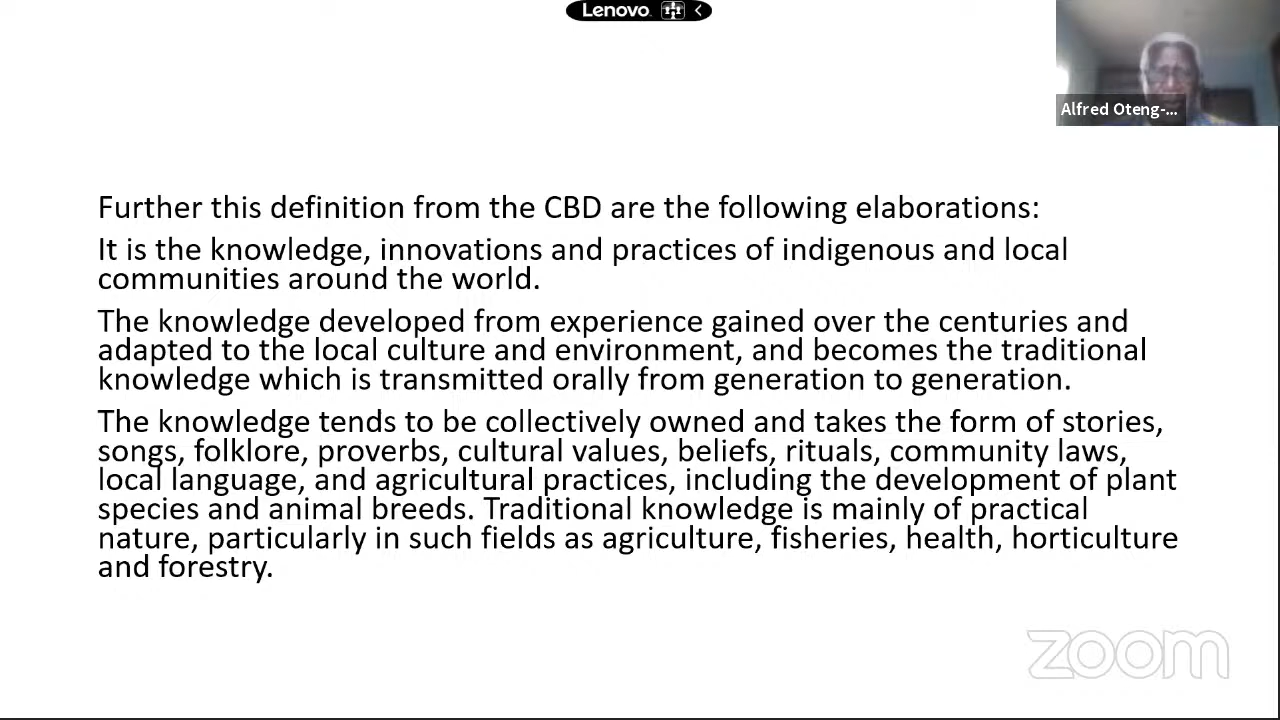 Lenovo
Alfred Oteng-...
Further this definition from the CBD are the following elaborations:
It is the knowledge, innovations and practices of indigenous and local
communities around the world.
The knowledge developed from experience gained over the centuries and
adapted to the local culture and environment, and becomes the traditional
knowledge which is transmitted orally from generation to generation.
The knowledge tends to be collectively owned and takes the form of stories,
songs, folklore, proverbs, cultural values, beliefs, rituals, community laws,
local language, and agricultural practices, including the development of plant
species and animal breeds. Traditional knowledge is mainly of practical
nature, particularly in such fields as agriculture, fisheries, health, horticulture
and forestry.
zoom